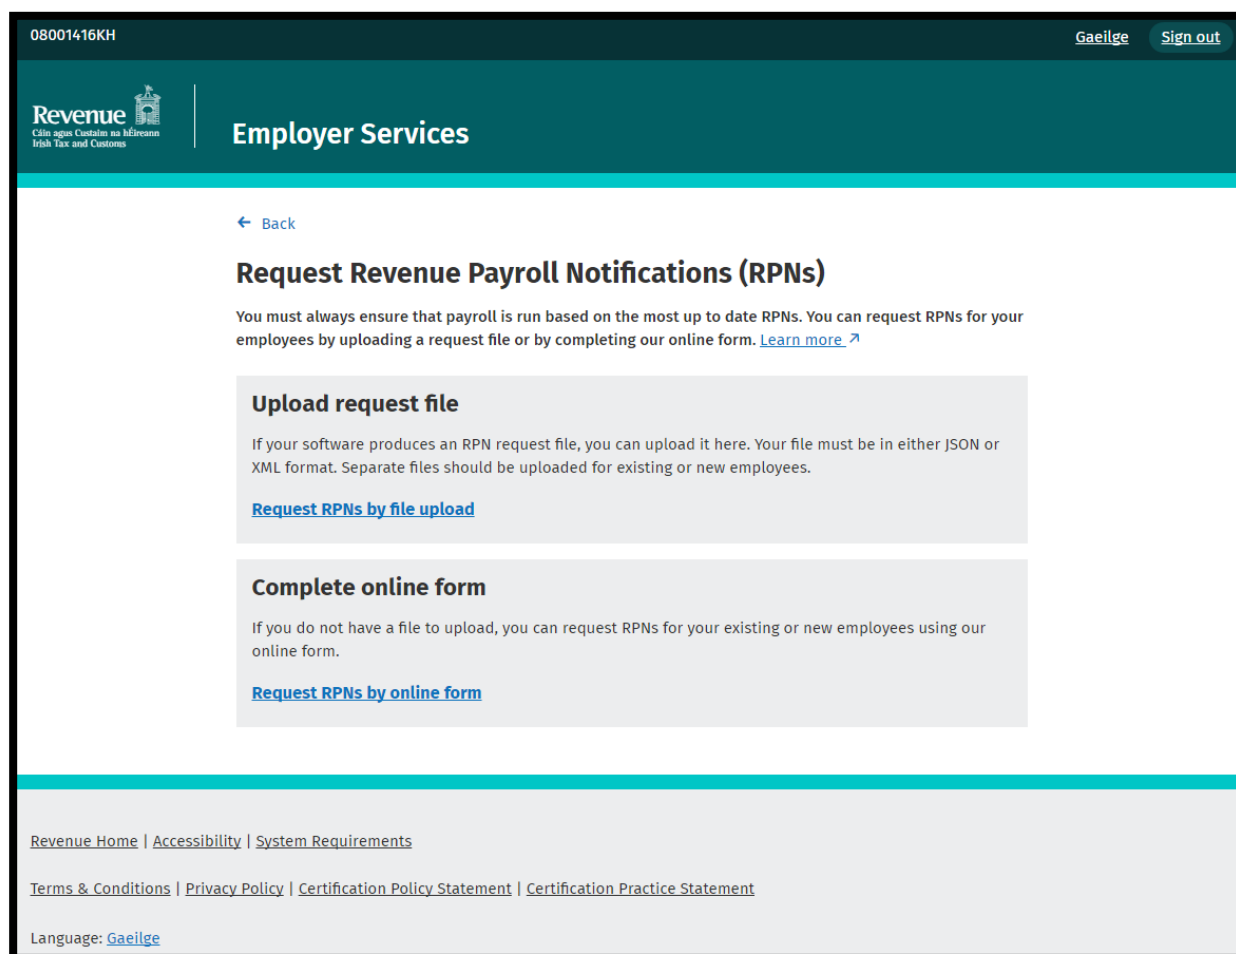 08001416KH
Gaeilge
Sign out
Revenue
Cáin agus Custaim na hÉireann
Irish Tax and Customs
Employer Services
← Back
Request Revenue Payroll Notifications (RPNs)
You must always ensure that payroll is run based on the most up to date RPNs. You can request RPNs for your
employees by uploading a request file or by completing our online form. Learn more ↗
Upload request file
If your software produces an RPN request file, you can upload it here. Your file must be in either JSON or
XML format. Separate files should be uploaded for existing or new employees.
Request RPNs by file upload
Complete online form
If you do not have a file to upload, you can request RPNs for your existing or new employees using our
online form.
Request RPNs by online form
Revenue Home | Accessibility | System Requirements
Terms & Conditions | Privacy Policy | Certification Policy Statement | Certification Practice Statement
Language: Gaeilge